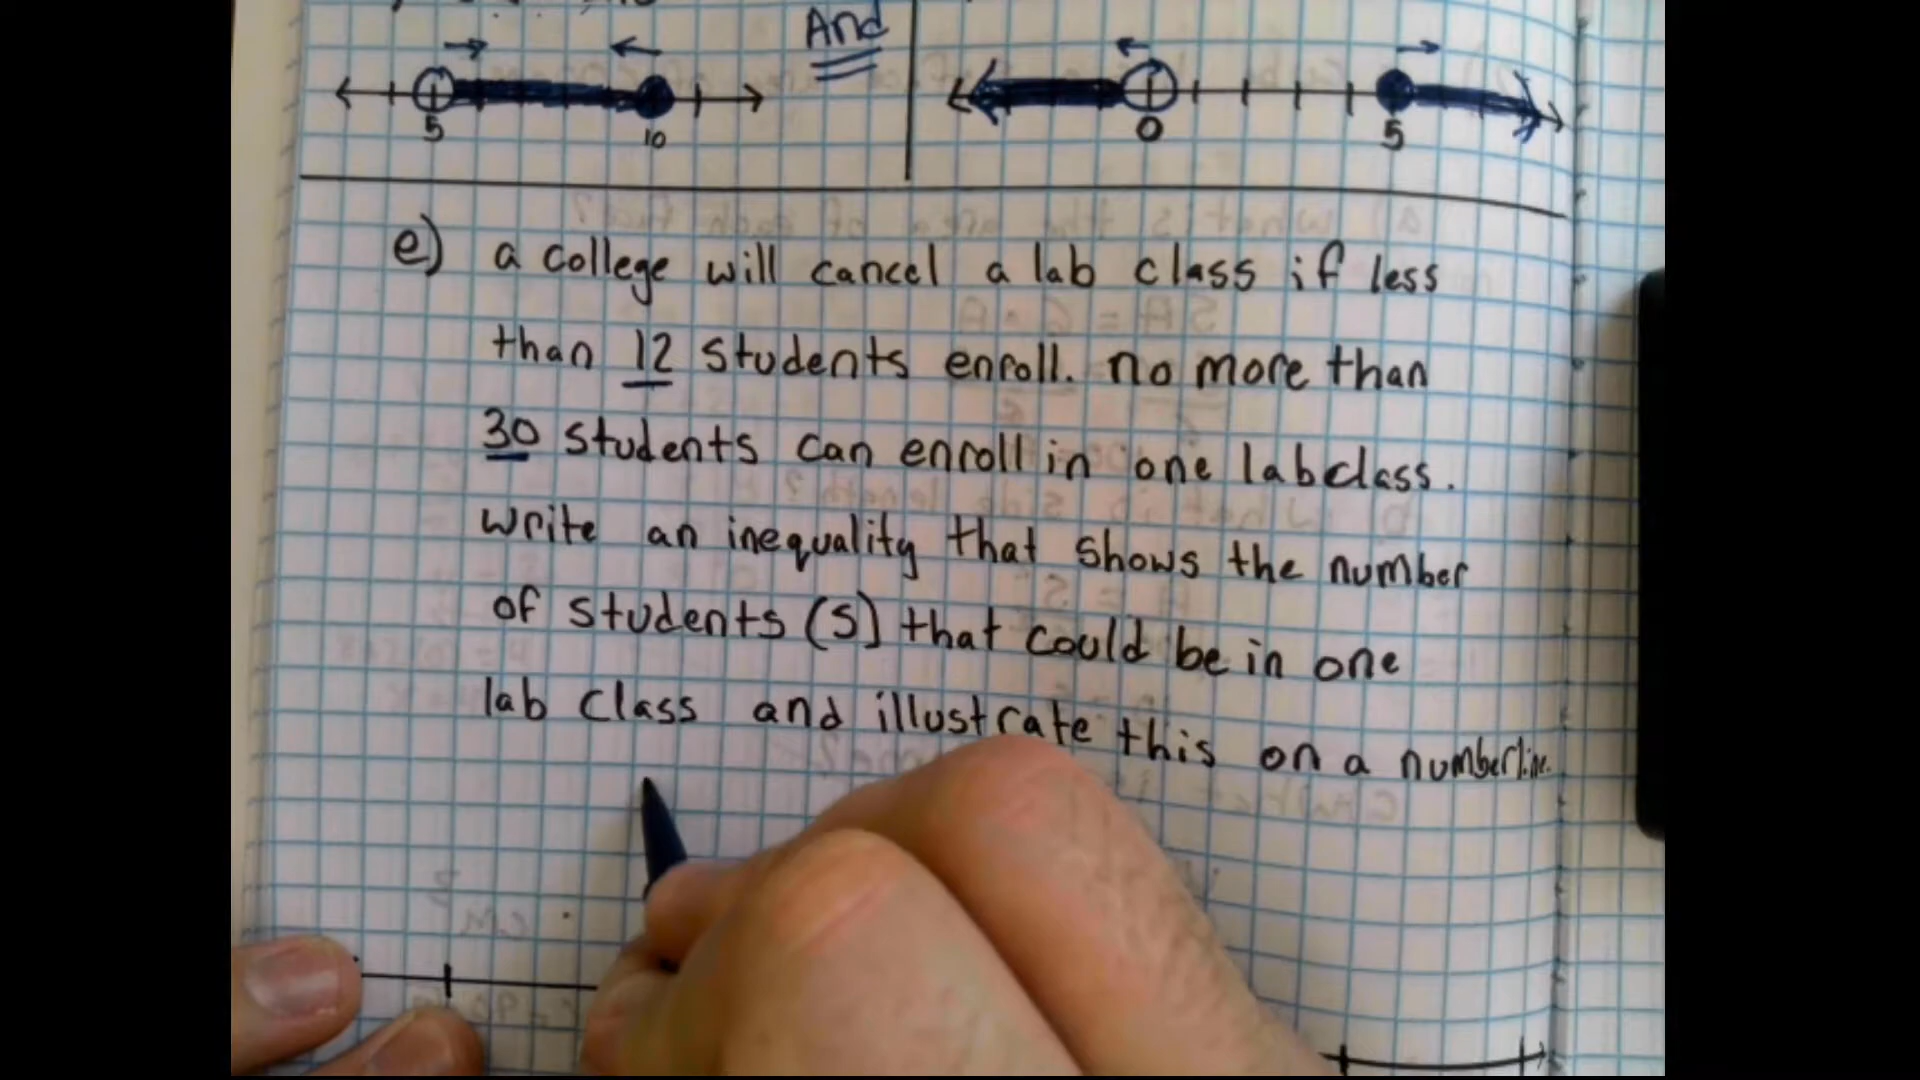 And
5 10
0 5
e) a college will cancel a lab class if less
than 12 students enroll. no more than
30 students can enroll in one lab class.
write an inequality that shows the number
of students (s) that could be in one
lab class and illustrate this on a numberline.